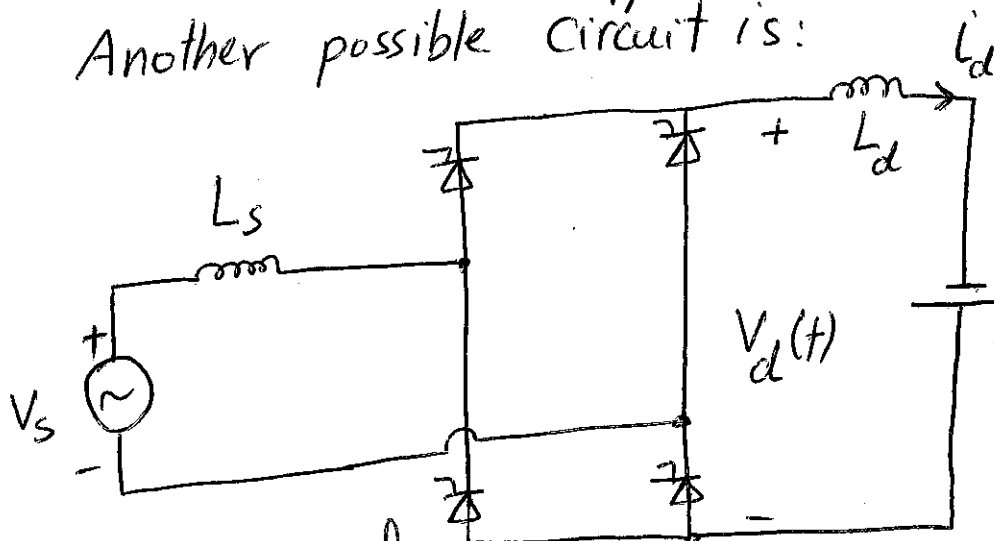 Another possible circuit is:
i_d
+
L_d
L_s
+
V_d(t)
V_s
-
-